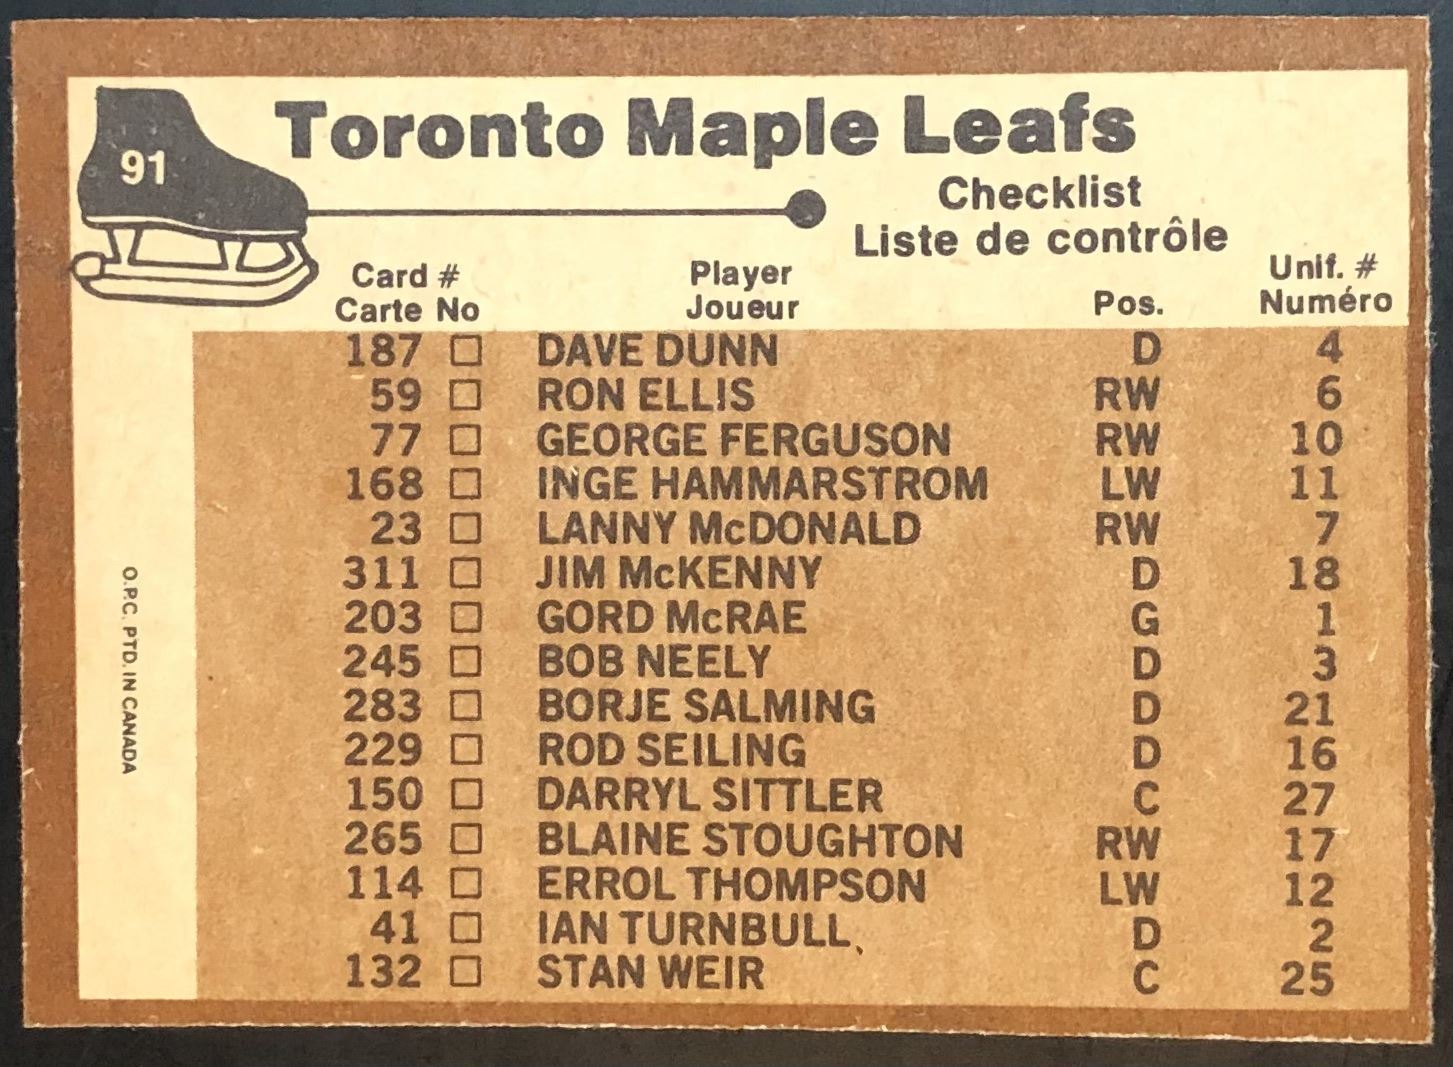 91
Toronto Maple Leafs
Checklist
Liste de contrôle
Card # Player Unif. #
Carte No Joueur Pos. Numéro
187 □ DAVE DUNN D 4
59 □ RON ELLIS RW 6
77 □ GEORGE FERGUSON RW 10
168 □ INGE HAMMARSTROM LW 11
23 □ LANNY McDONALD RW 7
311 □ JIM McKENNY D 18
203 □ GORD McRAE G 1
245 □ BOB NEELY D 3
283 □ BORJE SALMING D 21
229 □ ROD SEILING D 16
150 □ DARRYL SITTLER C 27
265 □ BLAINE STOUGHTON RW 17
114 □ ERROL THOMPSON LW 12
41 □ IAN TURNBULL D 2
132 □ STAN WEIR C 25
O.P.C. PTD. IN CANADA